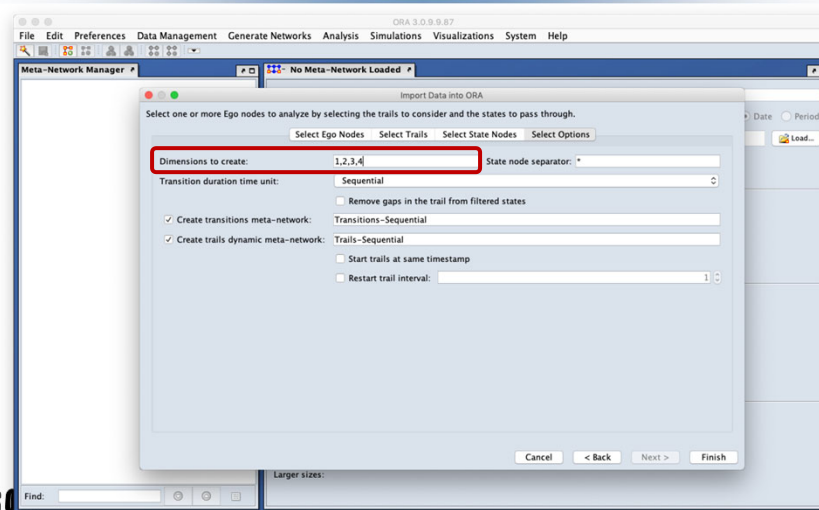 ORA 3.0.9.9.87
File Edit Preferences Data Management Generate Networks Analysis Simulations Visualizations System Help
Meta-Network Manager No Meta-Network Loaded
Import Data into ORA
Select one or more Ego nodes to analyze by selecting the trails to consider and the states to pass through.
Date Period
Select Ego Nodes Select Trails Select State Nodes Select Options
Load...
Dimensions to create: 1,2,3,4 State node separator: *
Transition duration time unit: Sequential
Remove gaps in the trail from filtered states
Create transitions meta-network: Transitions-Sequential
Create trails dynamic meta-network: Trails-Sequential
Start trails at same timestamp
Restart trail interval: 1
Cancel < Back Next > Finish
Larger sizes:
Find: